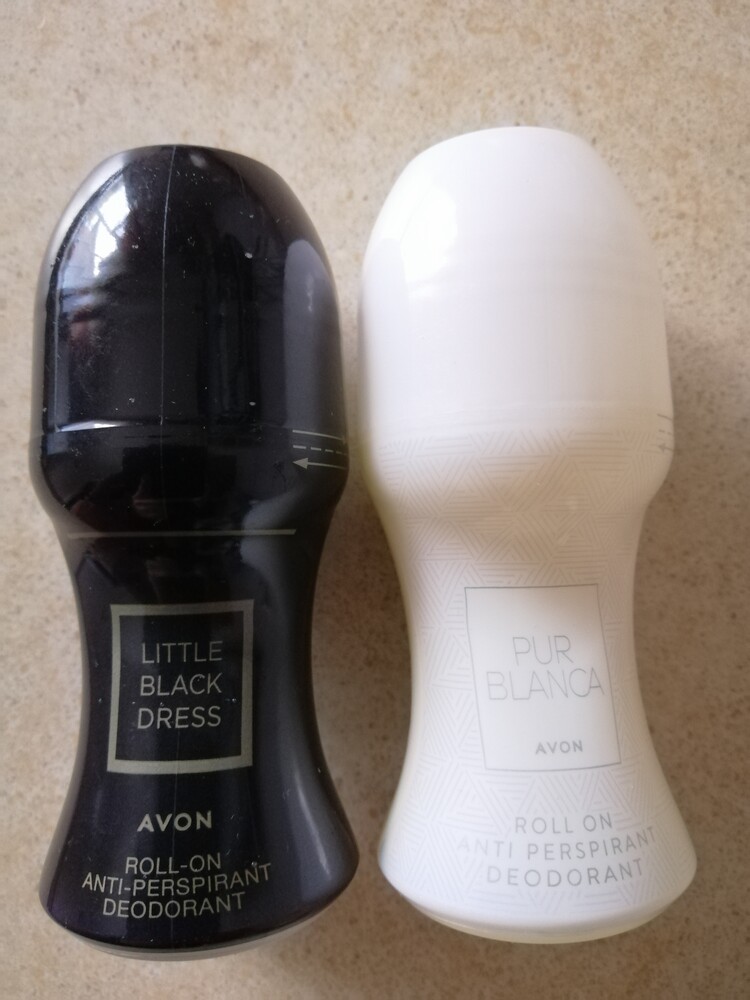 LITTLE
BLACK
DRESS
AVON
ROLL-ON
ANTI-PERSPIRANT
DEODORANT
PUR
BLANCA
AVON
ROLL ON
ANTI PERSPIRANT
DEODORANT